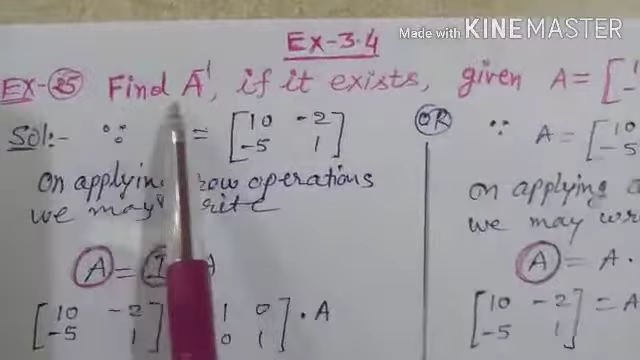 Made with KINEMASTER
Ex-3.4
EX-25 Find A⁻¹, if it exists, given A = [
Sol:- ∵ = [10 -2
-5 1]
On applying row operations
we may write
A = I A
[10 -2
-5 1] 1 0
0 1] · A
OR ∵ A = [10
-5
On applying
we may
A = A ·
[10 -2
-5 1] = A